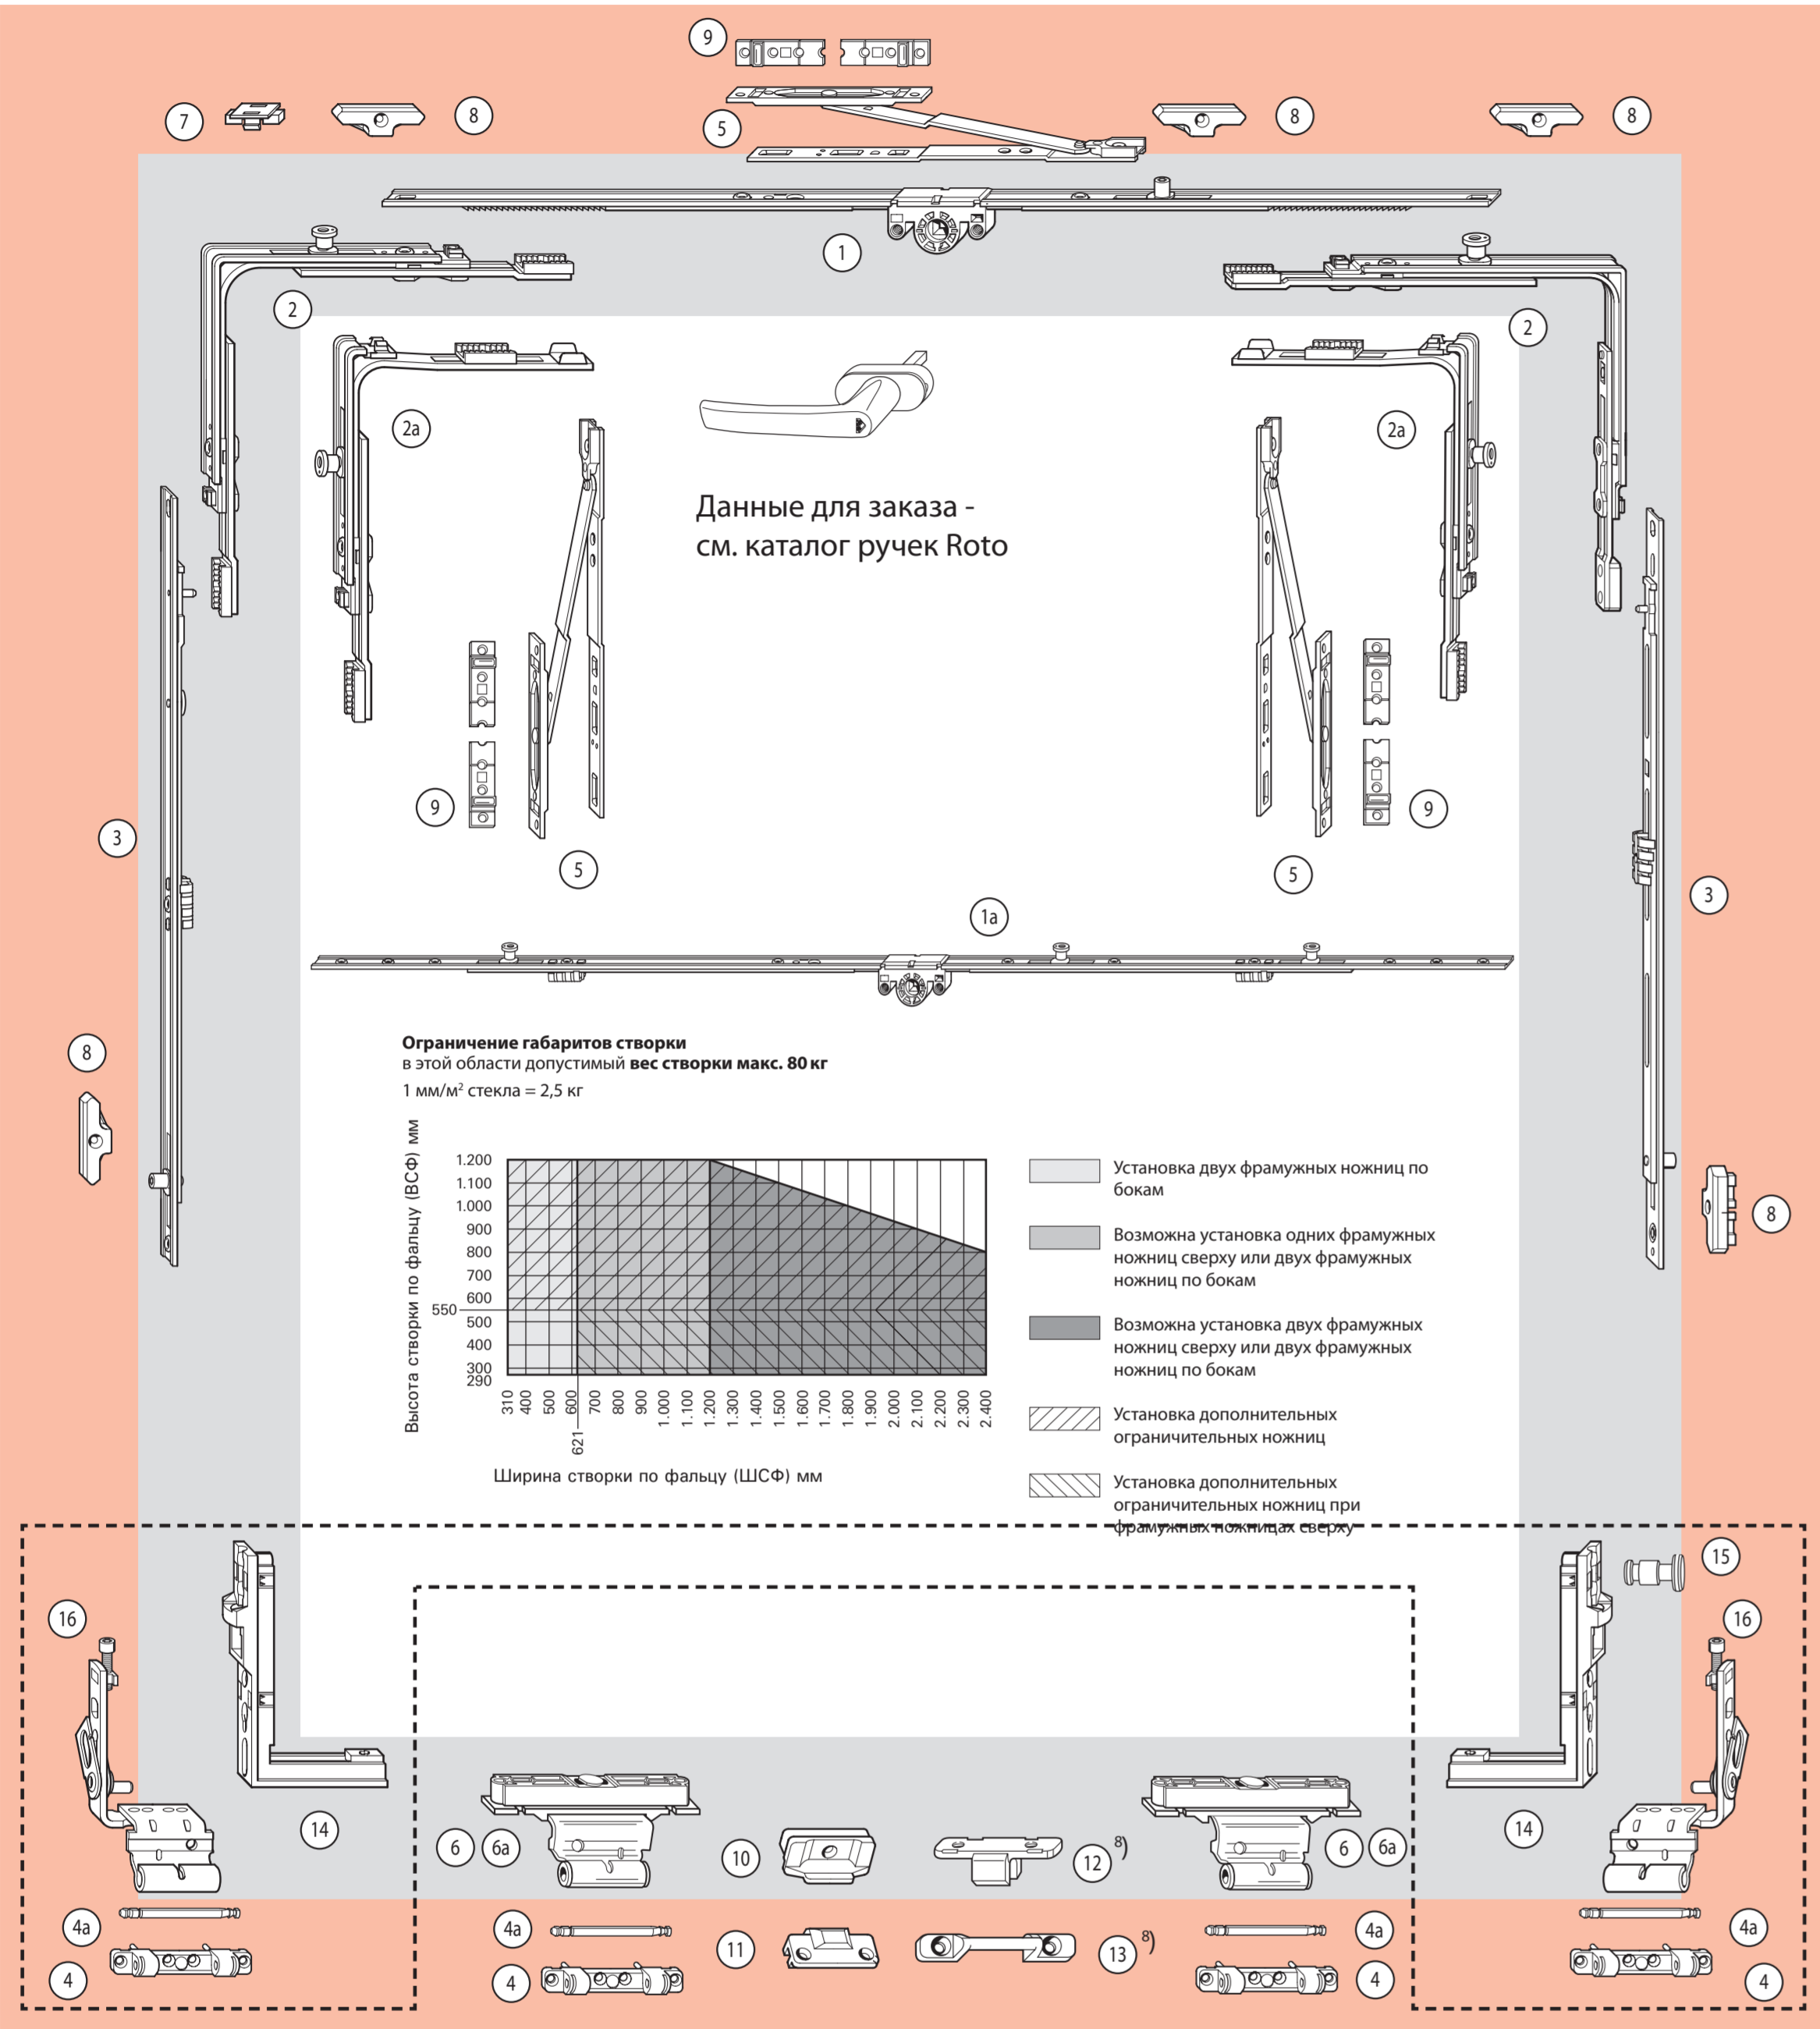 9
7
8
5
8
8
1
2
2
2a
2a
Данные для заказа -
см. каталог ручек Roto
3
9
5
5
9
3
1a
8
8
Ограничение габаритов створки
в этой области допустимый вес створки макс. 80 кг
1 мм/м² стекла = 2,5 кг
Высота створки по фальцу (ВСФ) мм
1.200
1.100
1.000
900
800
700
600
550
500
400
300
290
310 400 500 600 700 800 900 1.000 1.100 1.200 1.300 1.400 1.500 1.600 1.700 1.800 1.900 2.000 2.100 2.200 2.300 2.400
621
Ширина створки по фальцу (ШСФ) мм
Установка двух фрамужных ножниц по
бокам
Возможна установка одних фрамужных
ножниц сверху или двух фрамужных
ножниц по бокам
Возможна установка двух фрамужных
ножниц сверху или двух фрамужных
ножниц по бокам
Установка дополнительных
ограничительных ножниц
Установка дополнительных
ограничительных ножниц при
фрамужных ножницах сверху
15
16
16
14
14
6 6a
10
12 8)
6 6a
4a
4a
4a
4a
11
13 8)
4
4
4
4